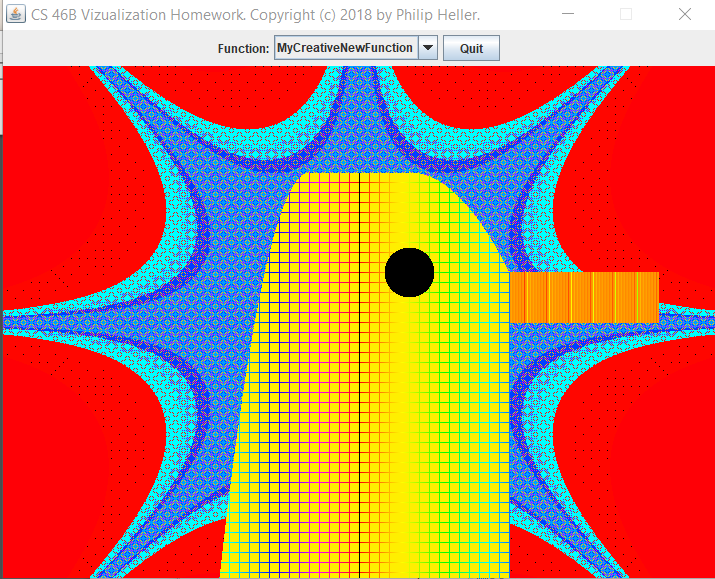 CS 46B Vizualization Homework. Copyright (c) 2018 by Philip Heller.
Function: MyCreativeNewFunction Quit